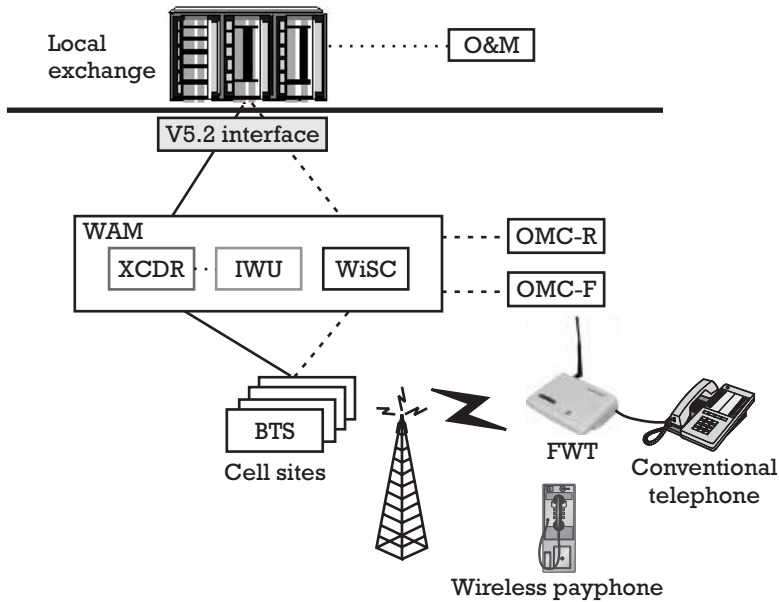 Local
exchange
O&M
V5.2 interface
WAM
XCDR
IWU
WiSC
OMC-R
OMC-F
BTS
Cell sites
FWT
Conventional
telephone
Wireless payphone